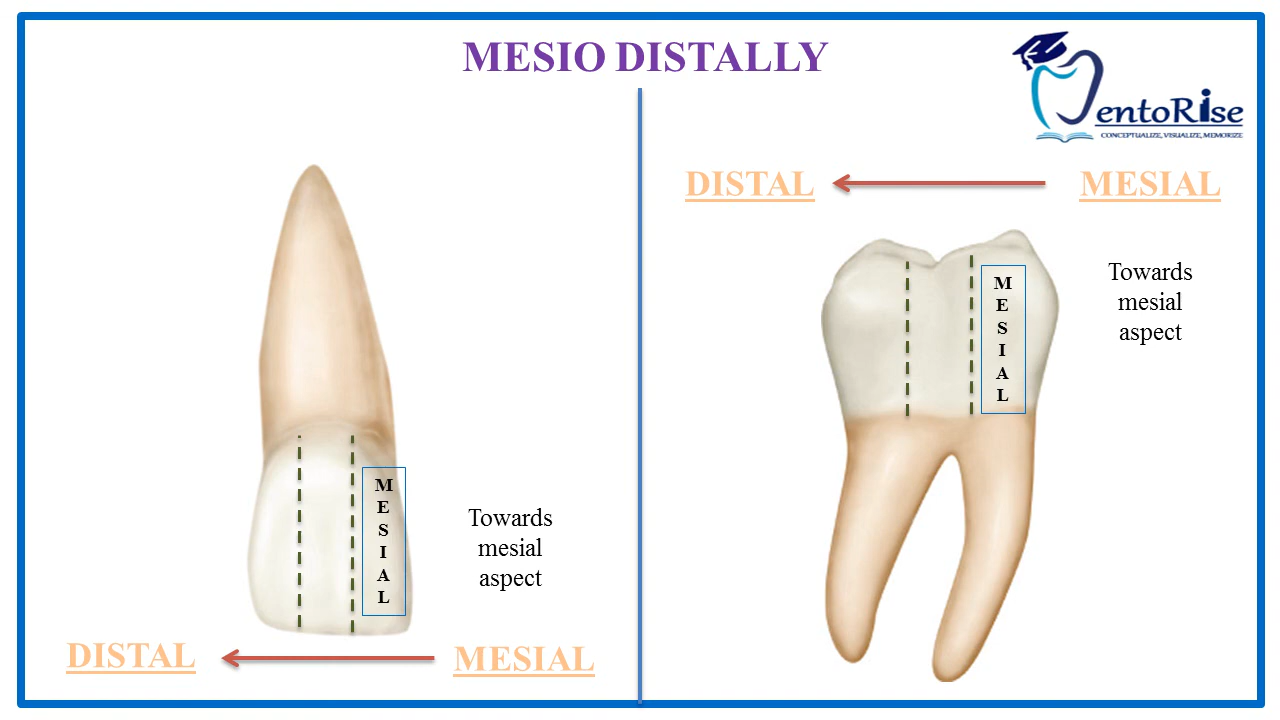 MESIO DISTALLY
entoRise
CONCEPTUALIZE, VISUALIZE, MEMORIZE
M
E
S
I
A
L
Towards
mesial
aspect
DISTAL
MESIAL
DISTAL
MESIAL
M
E
S
I
A
L
Towards
mesial
aspect